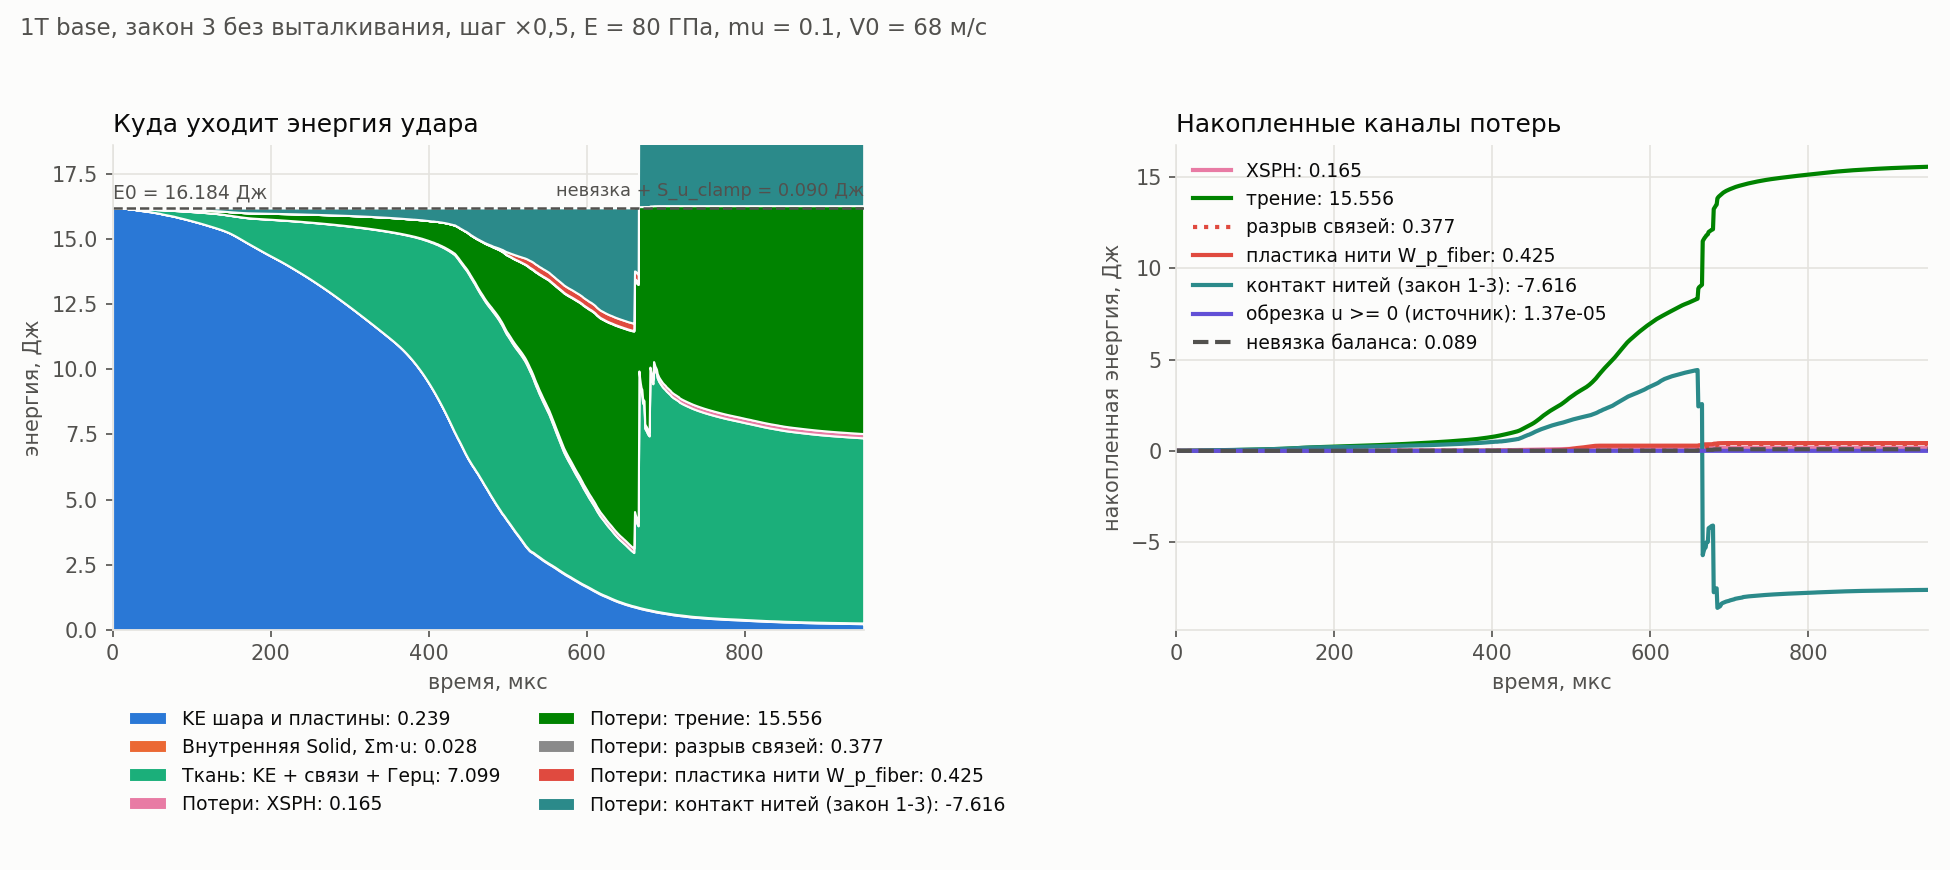 1T base, закон 3 без выталкивания, шаг ×0,5, E = 80 ГПа, mu = 0.1, V0 = 68 м/с
Куда уходит энергия удара
17.5
15.0
12.5
10.0
7.5
5.0
2.5
0.0
энергия, Дж
E0 = 16.184 Дж
невязка + S_u_clamp = 0.090 Дж
0
200
400
600
800
время, мкс
KE шара и пластины: 0.239
Внутренняя Solid, Σm·u: 0.028
Ткань: KE + связи + Герц: 7.099
Потери: XSPH: 0.165
Потери: трение: 15.556
Потери: разрыв связей: 0.377
Потери: пластика нити W_p_fiber: 0.425
Потери: контакт нитей (закон 1-3): -7.616
Накопленные каналы потерь
15
10
5
0
−5
накопленная энергия, Дж
XSPH: 0.165
трение: 15.556
разрыв связей: 0.377
пластика нити W_p_fiber: 0.425
контакт нитей (закон 1-3): -7.616
обрезка u >= 0 (источник): 1.37e-05
невязка баланса: 0.089
0
200
400
600
800
время, мкс